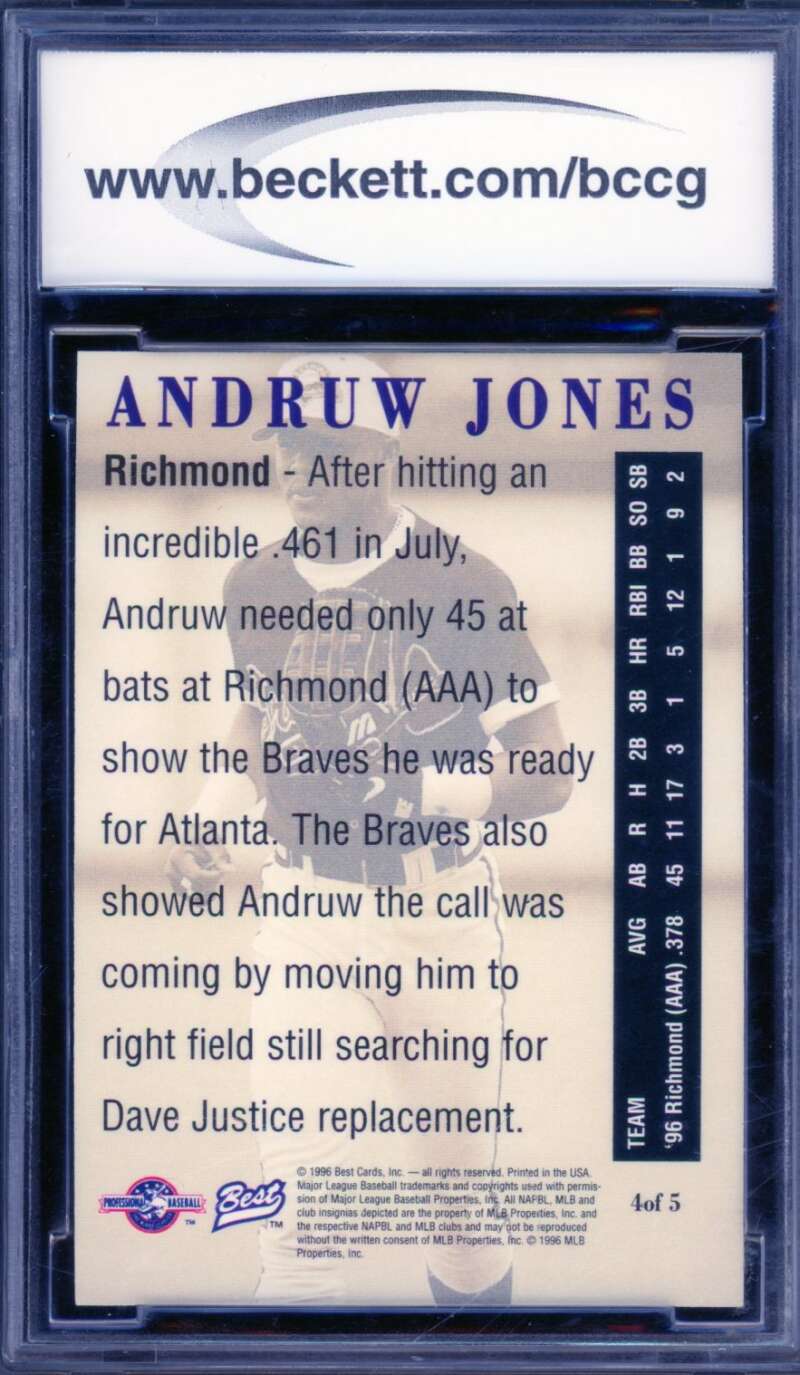 www.beckett.com/bccg
ANDRUW JONES
Richmond - After hitting an
incredible .461 in July,
Andruw needed only 45 at
bats at Richmond (AAA) to
show the Braves he was ready
for Atlanta. The Braves also
showed Andruw the call was
coming by moving him to
right field still searching for
Dave Justice replacement.
TEAM AVG AB R H 2B 3B HR RBI BB SO SB
'96 Richmond (AAA) .378 45 11 17 3 1 5 12 1 9 2
PROFESSIONAL BASEBALL
TM
Best
TM
© 1996 Best Cards, Inc. — all rights reserved. Printed in the USA.
Major League Baseball trademarks and copyrights used with permis-
sion of Major League Baseball Properties, Inc. All NAPBL, MLB and
club insignias depicted are the property of MLB Properties, Inc. and
the respective NAPBL and MLB clubs and may not be reproduced
without the written consent of MLB Properties, Inc. © 1996 MLB
Properties, Inc.
4of 5